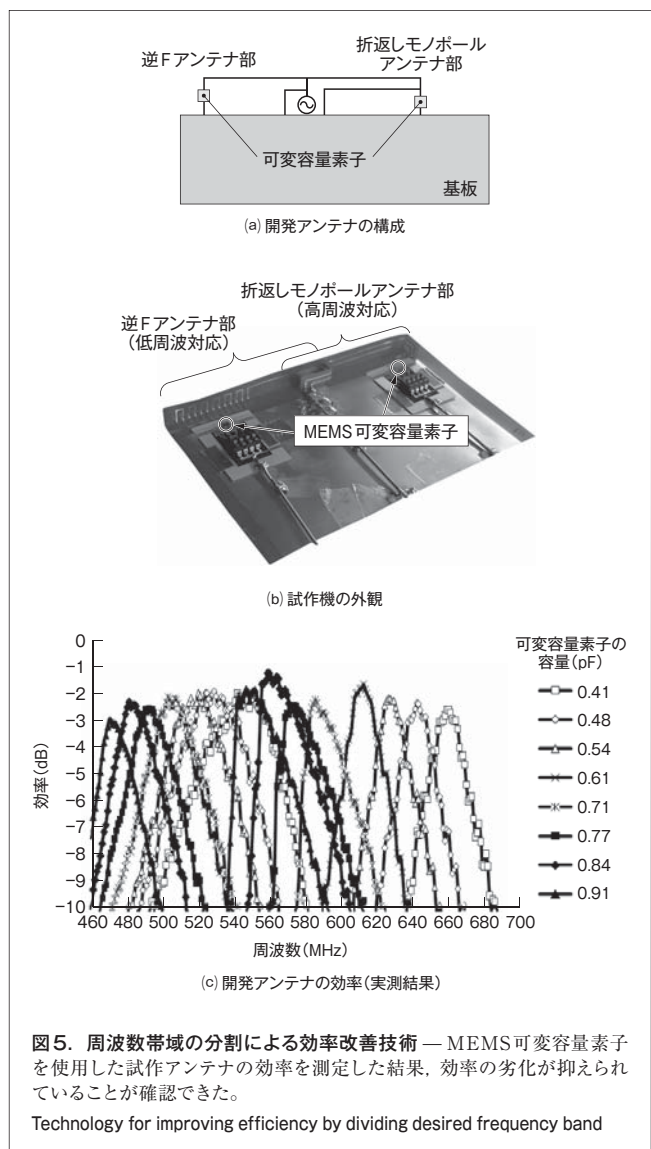 逆Fアンテナ部
折返しモノポール
アンテナ部
可変容量素子
基板
(a) 開発アンテナの構成
折返しモノポールアンテナ部
(高周波対応)
逆Fアンテナ部
(低周波対応)
MEMS可変容量素子
(b) 試作機の外観
0
-1
-2
-3
-4
-5
-6
-7
-8
-9
-10
効率(dB)
460 480 500 520 540 560 580 600 620 640 660 680 700
周波数(MHz)
可変容量素子の
容量(pF)
0.41
0.48
0.54
0.61
0.71
0.77
0.84
0.91
(c) 開発アンテナの効率(実測結果)
図5. 周波数帯域の分割による効率改善技術 — MEMS可変容量素子
を使用した試作アンテナの効率を測定した結果，効率の劣化が抑えられ
ていることが確認できた。
Technology for improving efficiency by dividing desired frequency band